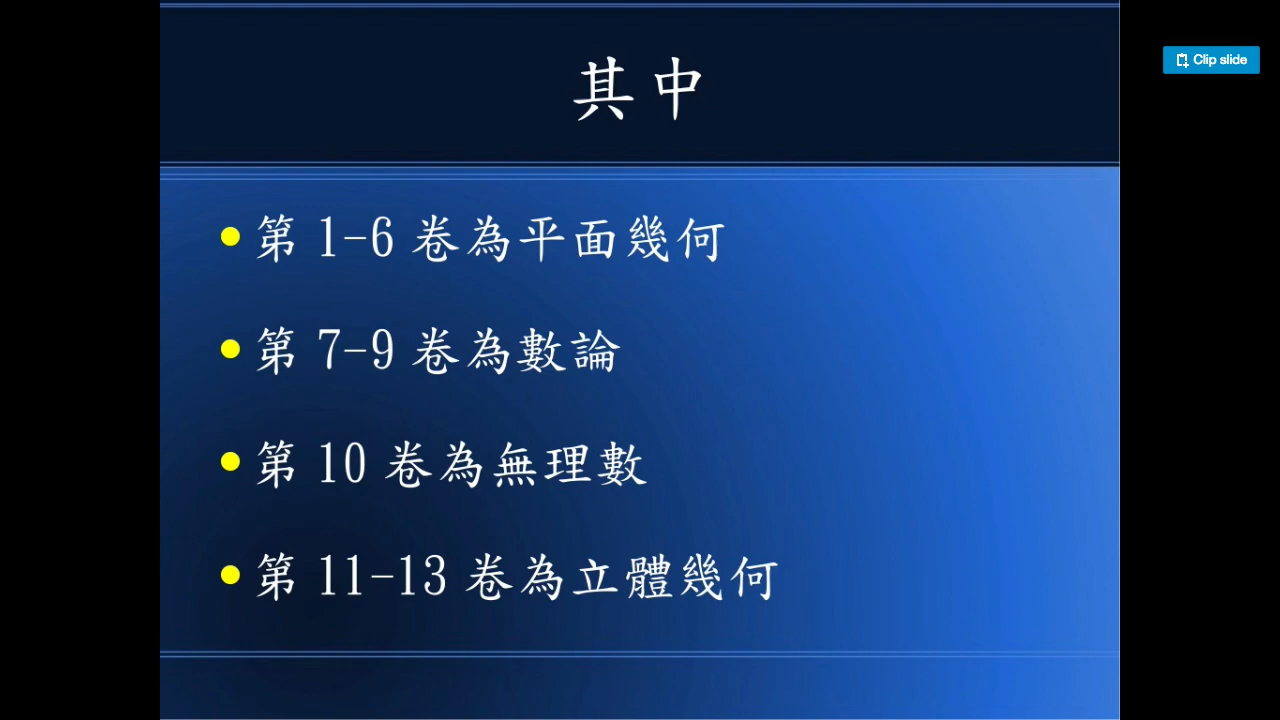 其中
Clip slide
第 1-6 卷為平面幾何
第 7-9 卷為數論
第 10 卷為無理數
第 11-13 卷為立體幾何